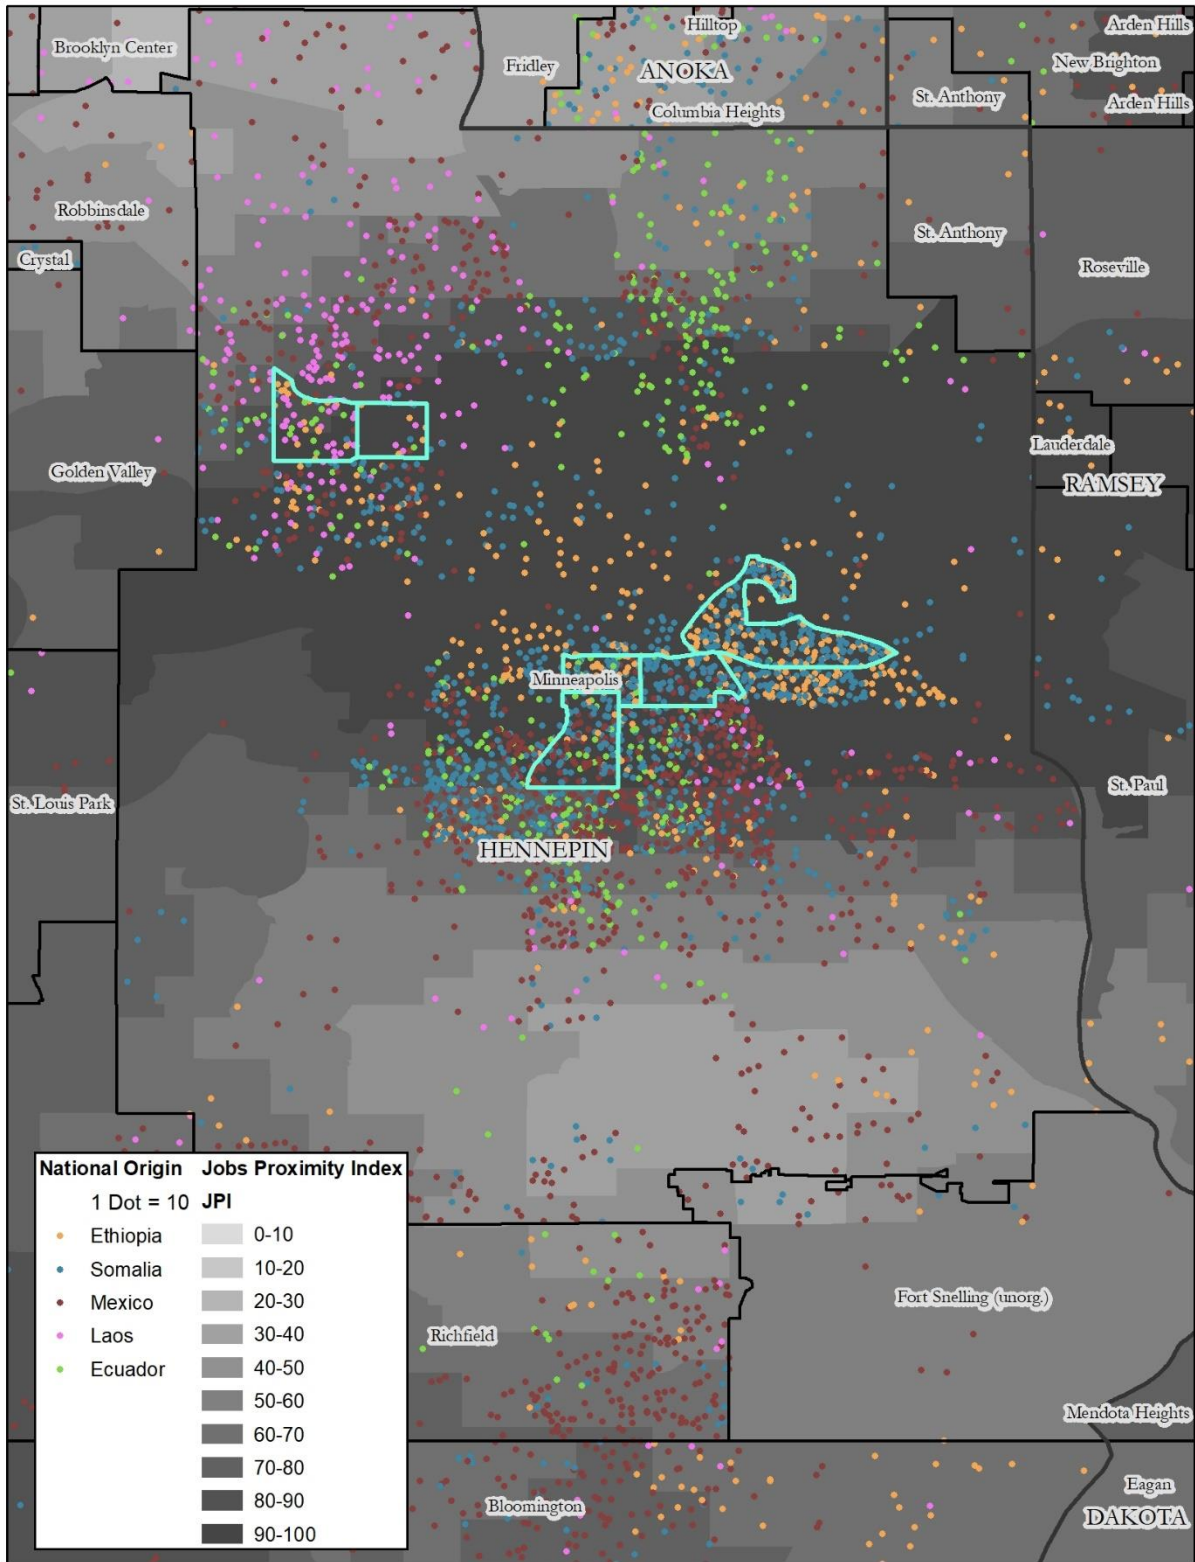 Hilltop
Arden Hills
Brooklyn Center
Fridley
ANOKA
New Brighton
St. Anthony
Arden Hills
Columbia Heights
Robbinsdale
St. Anthony
Crystal
Roseville
Lauderdale
Golden Valley
RAMSEY
Minneapolis
St. Louis Park
St. Paul
HENNEPIN
National Origin
1 Dot = 10
Ethiopia
Somalia
Mexico
Laos
Ecuador
Jobs Proximity Index
JPI
0-10
10-20
20-30
30-40
40-50
50-60
60-70
70-80
80-90
90-100
Fort Snelling (unorg.)
Richfield
Mendota Heights
Eagan
Bloomington
DAKOTA